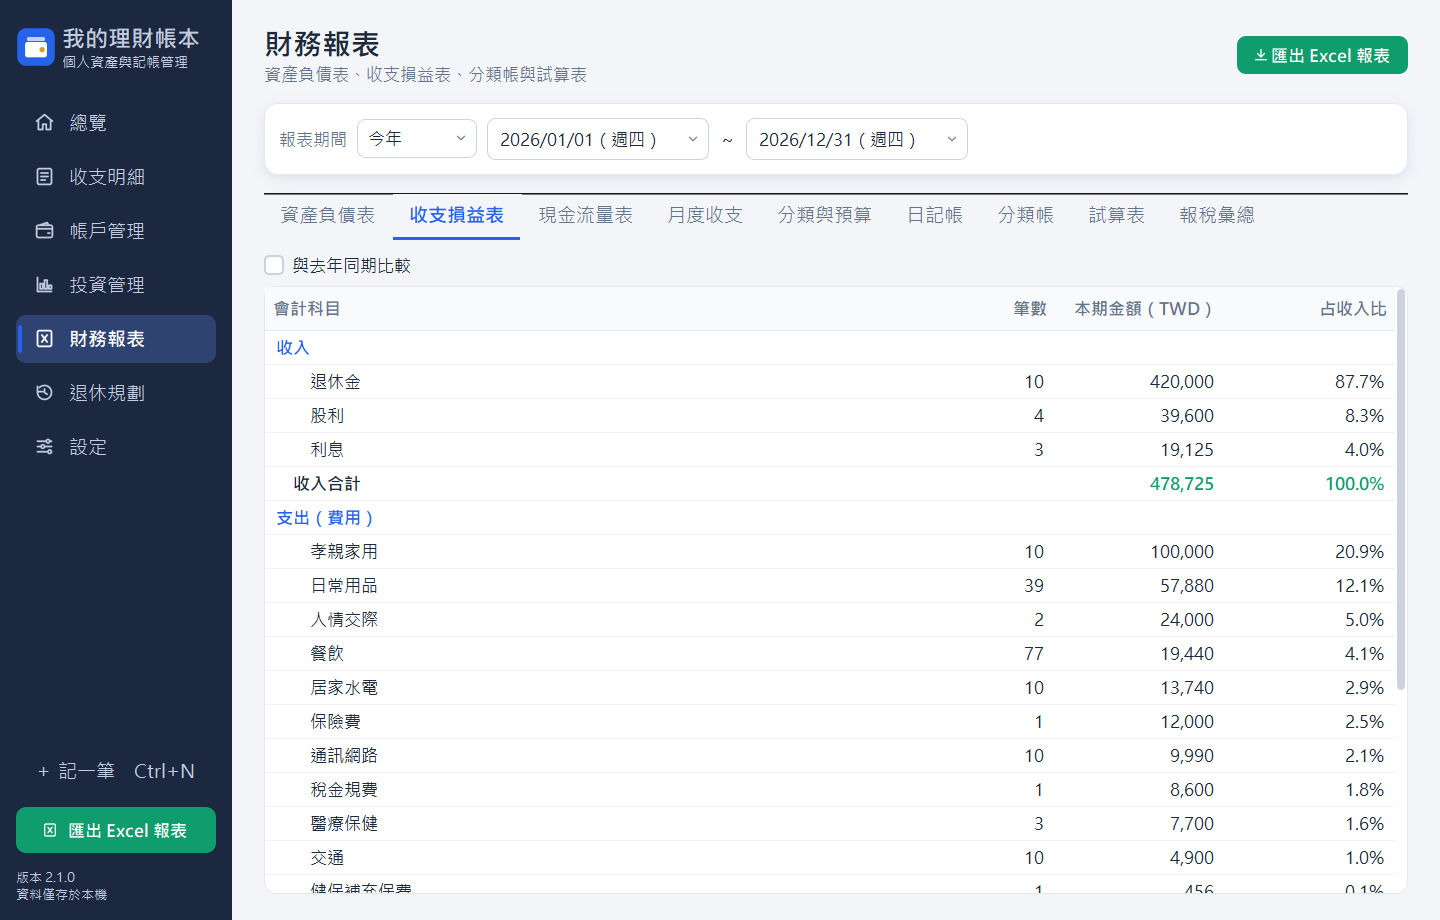 我的理財帳本
個人資產與記帳管理
總覽
收支明細
帳戶管理
投資管理
財務報表
退休規劃
設定
+ 記一筆 Ctrl+N
匯出 Excel 報表
版本 2.1.0
資料僅存於本機
財務報表
資產負債表、收支損益表、分類帳與試算表
匯出 Excel 報表
報表期間 今年 2026/01/01（週四） ~ 2026/12/31（週四）
資產負債表 收支損益表 現金流量表 月度收支 分類與預算 日記帳 分類帳 試算表 報稅彙總
與去年同期比較
會計科目 筆數 本期金額（TWD） 占收入比
收入
退休金 10 420,000 87.7%
股利 4 39,600 8.3%
利息 3 19,125 4.0%
收入合計 478,725 100.0%
支出（費用）
孝親家用 10 100,000 20.9%
日常用品 39 57,880 12.1%
人情交際 2 24,000 5.0%
餐飲 77 19,440 4.1%
居家水電 10 13,740 2.9%
保險費 1 12,000 2.5%
通訊網路 10 9,990 2.1%
稅金規費 1 8,600 1.8%
醫療保健 3 7,700 1.6%
交通 10 4,900 1.0%
健保補充保費 1 456 0.1%